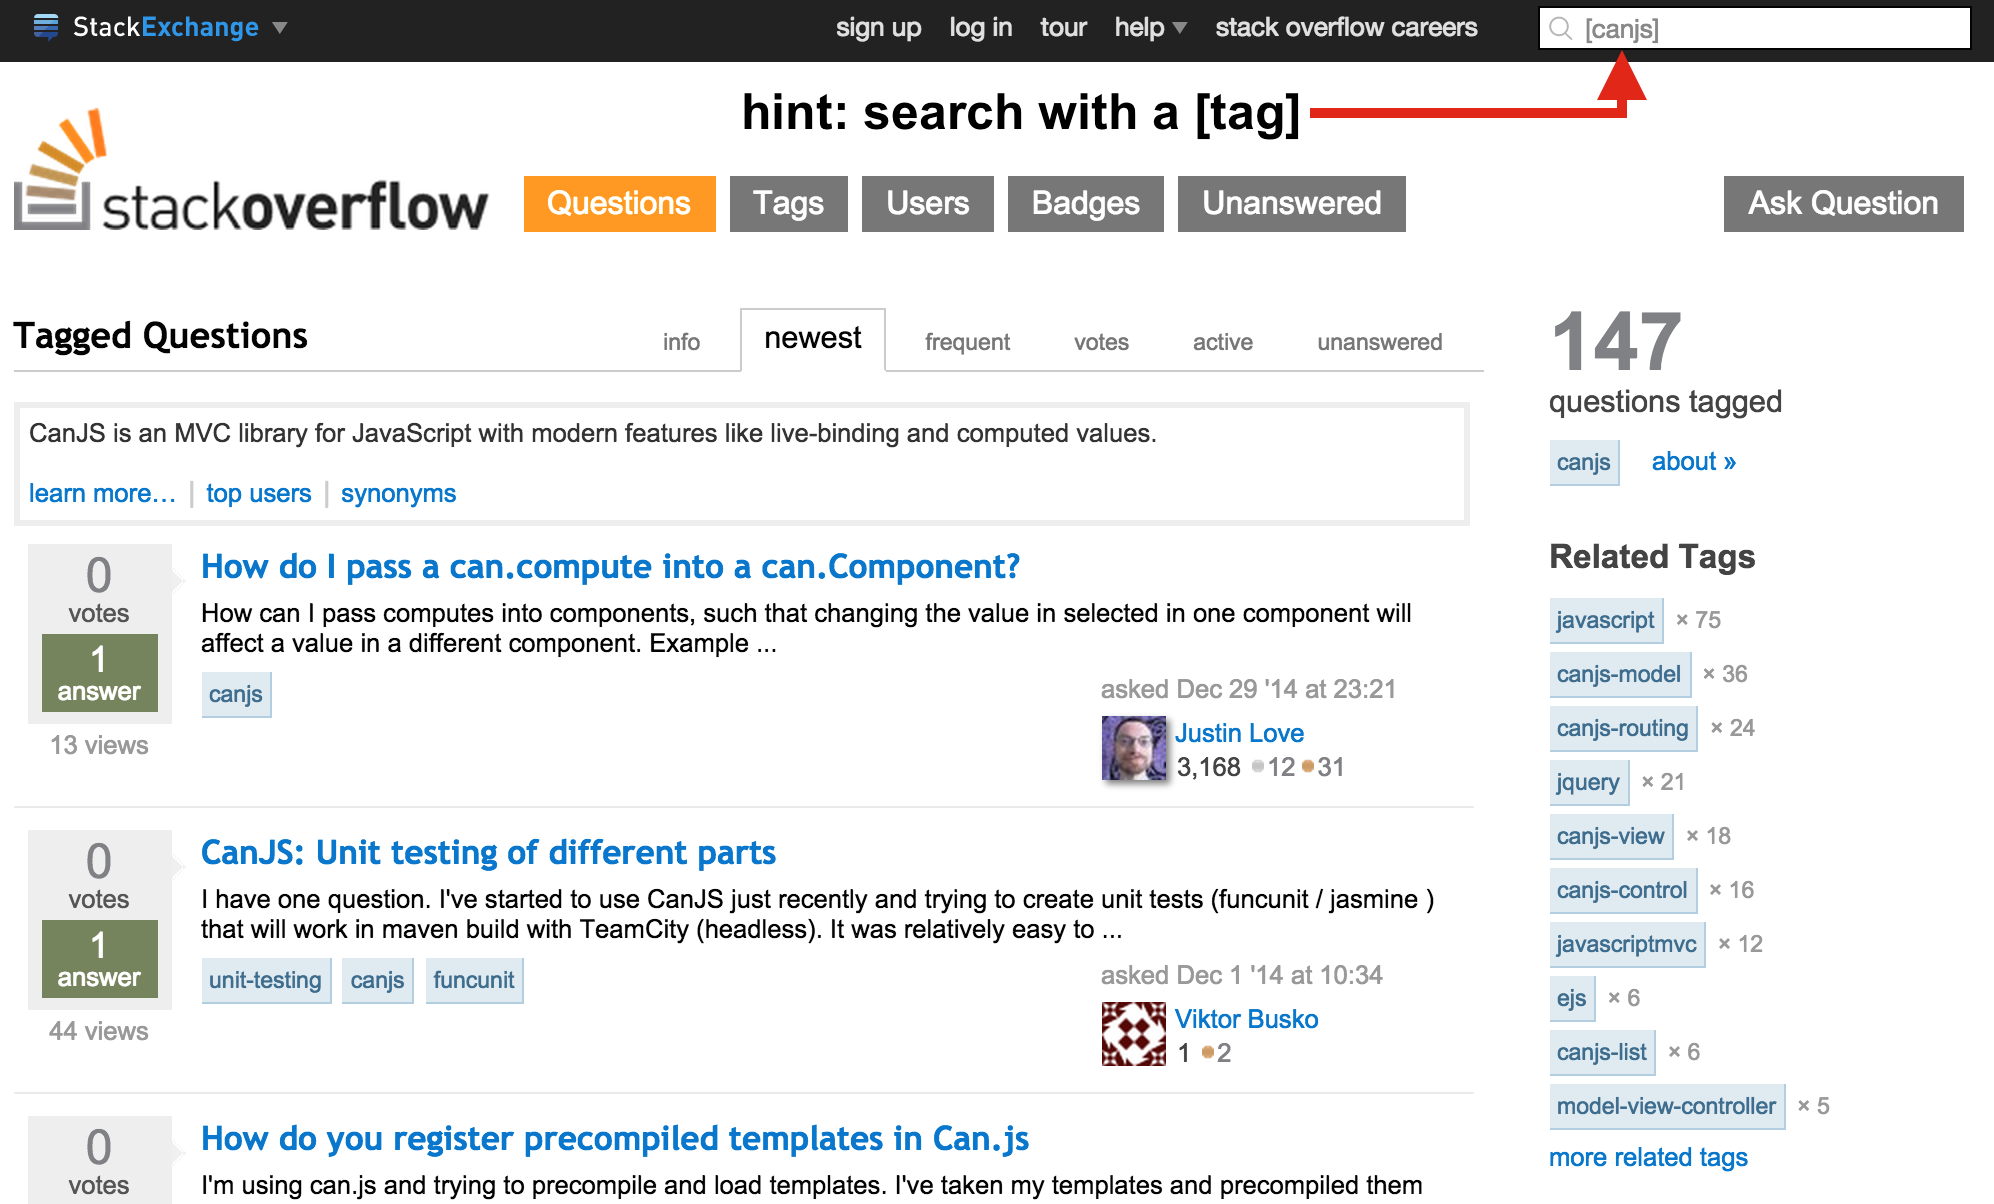 StackExchange
sign up log in tour help stack overflow careers
[canjs]
hint: search with a [tag]
stackoverflow
Questions Tags Users Badges Unanswered Ask Question
Tagged Questions
info newest frequent votes active unanswered
CanJS is an MVC library for JavaScript with modern features like live-binding and computed values.
learn more… | top users | synonyms
0
votes
1
answer
13 views
How do I pass a can.compute into a can.Component?
How can I pass computes into components, such that changing the value in selected in one component will
affect a value in a different component. Example ...
canjs
asked Dec 29 '14 at 23:21
Justin Love
3,168 12 31
0
votes
1
answer
44 views
CanJS: Unit testing of different parts
I have one question. I've started to use CanJS just recently and trying to create unit tests (funcunit / jasmine )
that will work in maven build with TeamCity (headless). It was relatively easy to ...
unit-testing canjs funcunit
asked Dec 1 '14 at 10:34
Viktor Busko
1 2
0
votes
How do you register precompiled templates in Can.js
I'm using can.js and trying to precompile and load templates. I've taken my templates and precompiled them
147
questions tagged
canjs about »
Related Tags
javascript × 75
canjs-model × 36
canjs-routing × 24
jquery × 21
canjs-view × 18
canjs-control × 16
javascriptmvc × 12
ejs × 6
canjs-list × 6
model-view-controller × 5
more related tags